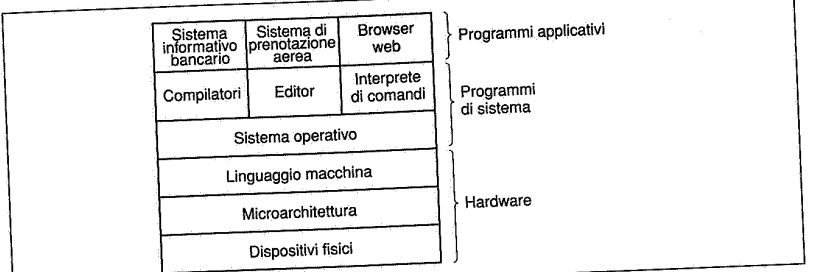 Sistema
informativo
bancario
Sistema di
prenotazione
aerea
Browser
web
Programmi applicativi
Compilatori
Editor
Interprete
di comandi
Programmi
di sistema
Sistema operativo
Linguaggio macchina
Microarchitettura
Hardware
Dispositivi fisici